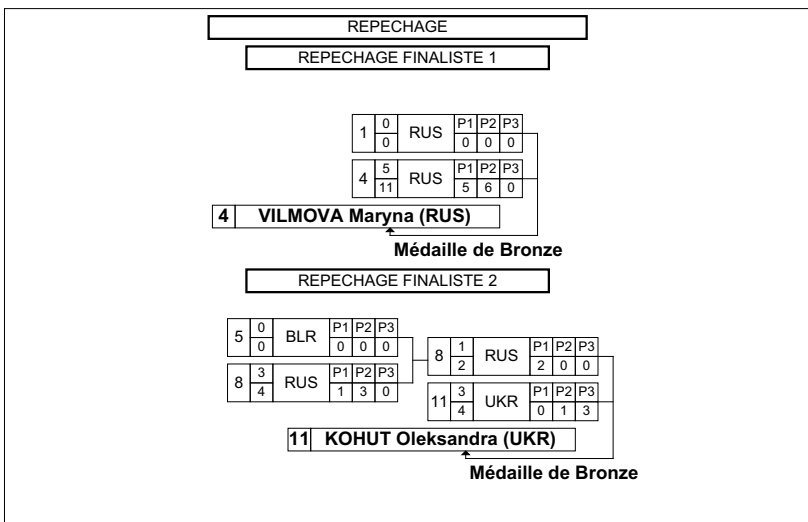 REPECHAGE
REPECHAGE FINALISTE 1
1 0 0 RUS P1 P2 P3 0 0 0
4 5 11 RUS P1 P2 P3 5 6 0
4 VILMOVA Maryna (RUS)
Médaille de Bronze
REPECHAGE FINALISTE 2
5 0 0 BLR P1 P2 P3 0 0 0
8 3 4 RUS P1 P2 P3 1 3 0
8 1 2 RUS P1 P2 P3 2 0 0
11 3 4 UKR P1 P2 P3 0 1 3
11 KOHUT Oleksandra (UKR)
Médaille de Bronze